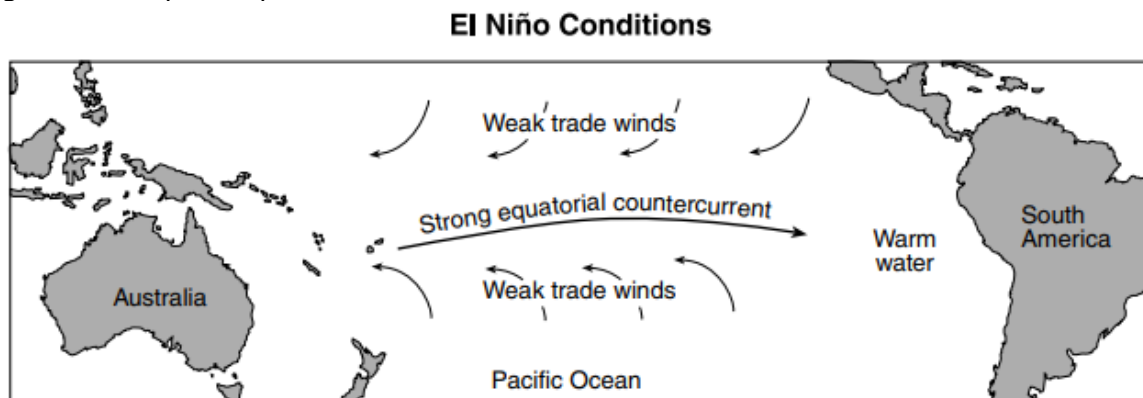 El Niño Conditions
Weak trade winds
Strong equatorial countercurrent
South
America
Warm
water
Weak trade winds
Australia
Pacific Ocean